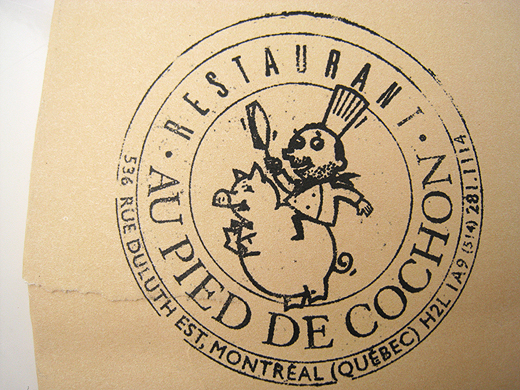 • RESTAURANT •
AU PIED DE COCHON
536 RUE DULUTH EST, MONTRÉAL (QUÉBEC) H2L 1A9 (514) 281.1114